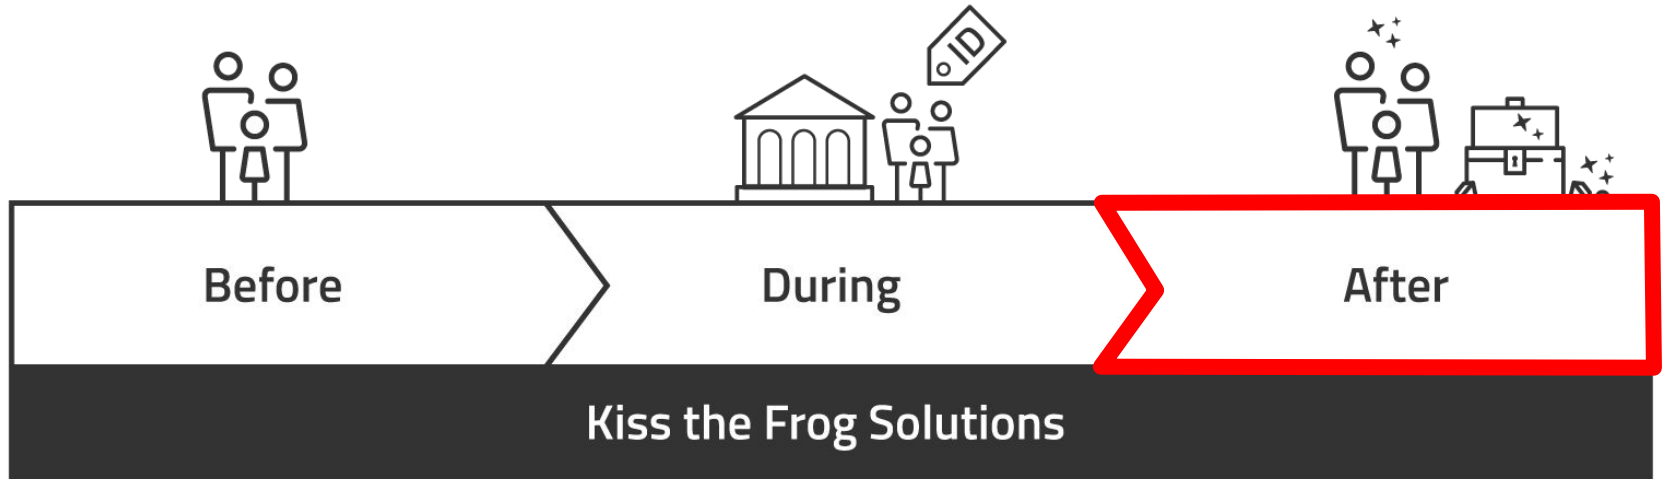 ID
Before
During
After
Kiss the Frog Solutions